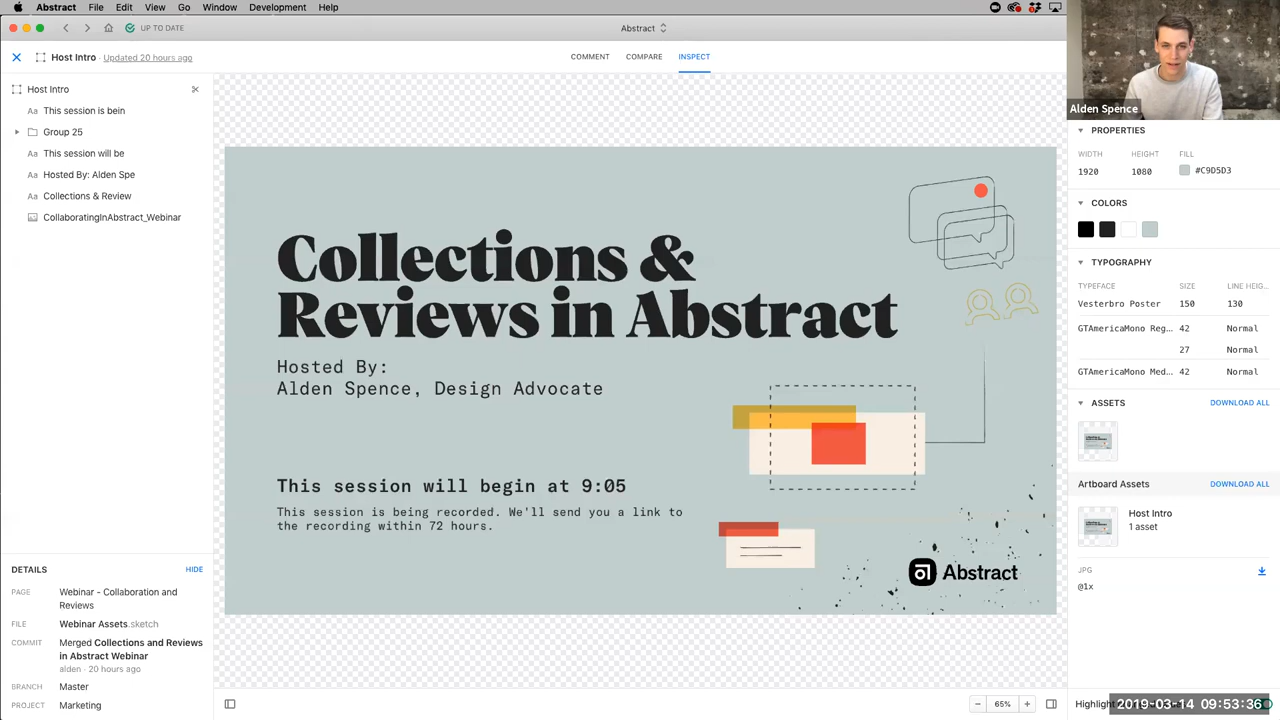 Abstract File Edit View Go Window Development Help
UP TO DATE
Abstract
Host Intro · Updated 20 hours ago
COMMENT COMPARE INSPECT
Host Intro
Aa This session is bein
Group 25
Aa This session will be
Aa Hosted By: Alden Spe
Aa Collections & Review
CollaboratingInAbstract_Webinar
DETAILS HIDE
PAGE Webinar - Collaboration and
Reviews
FILE Webinar Assets.sketch
COMMIT Merged Collections and Reviews
in Abstract Webinar
alden · 20 hours ago
BRANCH Master
PROJECT Marketing
Collections &
Reviews in Abstract
Hosted By:
Alden Spence, Design Advocate
This session will begin at 9:05
This session is being recorded. We'll send you a link to
the recording within 72 hours.
Abstract
65%
Alden Spence
PROPERTIES
WIDTH HEIGHT FILL
1920 1080 #C9D5D3
COLORS
TYPOGRAPHY
TYPEFACE SIZE LINE HEIG...
Vesterbro Poster 150 130
GTAmericaMono Reg... 42 Normal
27 Normal
GTAmericaMono Med... 42 Normal
ASSETS DOWNLOAD ALL
Artboard Assets DOWNLOAD ALL
Host Intro
1 asset
JPG
@1x
Highlight
2019-03-14 09:53:36